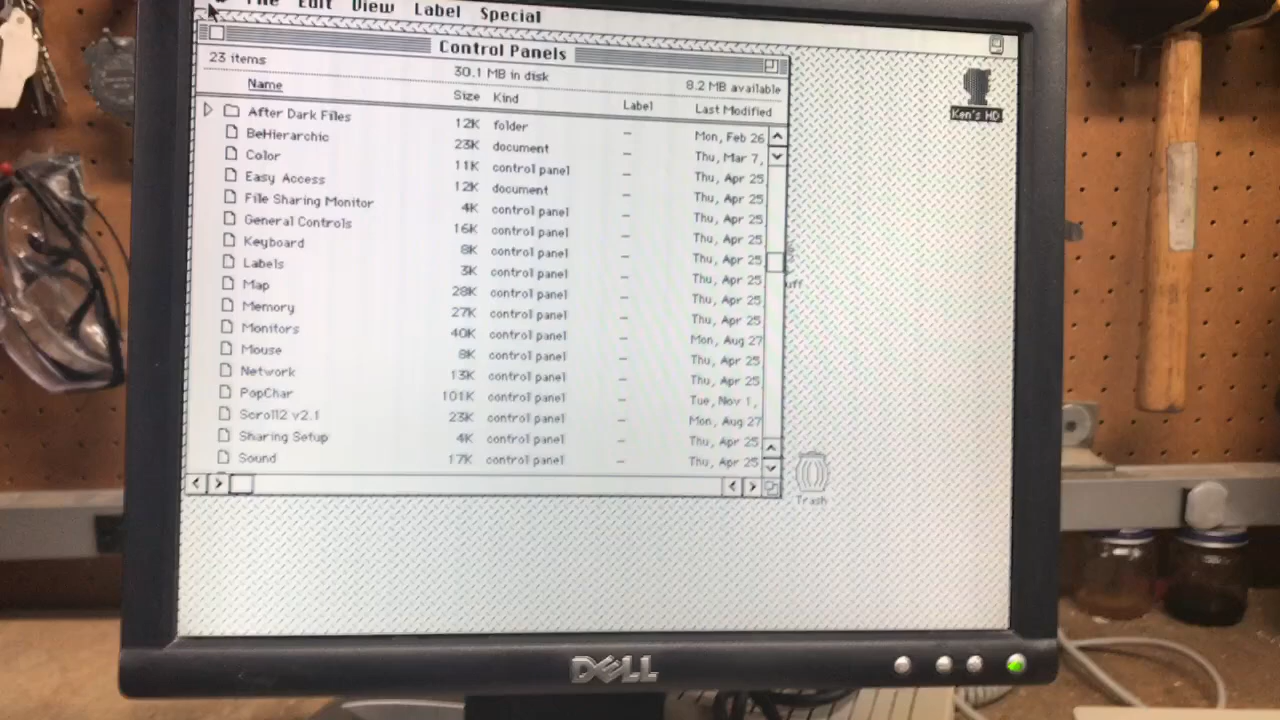 File Edit View Label Special
Control Panels
23 items 30.1 MB in disk 8.2 MB available
Name Size Kind Label Last Modified
After Dark Files 12K folder – Mon, Feb 26
BeHierarchic 23K document – Thu, Mar 7,
Color 11K control panel – Thu, Apr 25
Easy Access 12K document – Thu, Apr 25
File Sharing Monitor 4K control panel – Thu, Apr 25
General Controls 16K control panel – Thu, Apr 25
Keyboard 8K control panel – Thu, Apr 25
Labels 3K control panel – Thu, Apr 25
Map 28K control panel – Thu, Apr 25
Memory 27K control panel – Thu, Apr 25
Monitors 40K control panel – Mon, Aug 27
Mouse 8K control panel – Thu, Apr 25
Network 13K control panel – Thu, Apr 25
PopChar 101K control panel – Tue, Nov 1,
Scroll2 v2.1 23K control panel – Mon, Aug 27
Sharing Setup 4K control panel – Thu, Apr 25
Sound 17K control panel – Thu, Apr 25
Ken's HD
uff
Trash
DELL